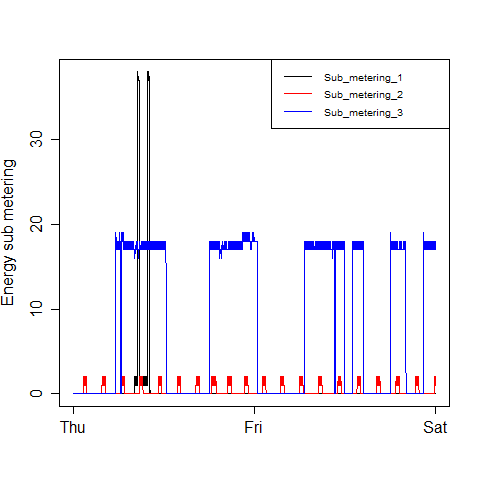 Sub_metering_1
Sub_metering_2
Sub_metering_3
Energy sub metering
30
20
10
0
Thu
Fri
Sat